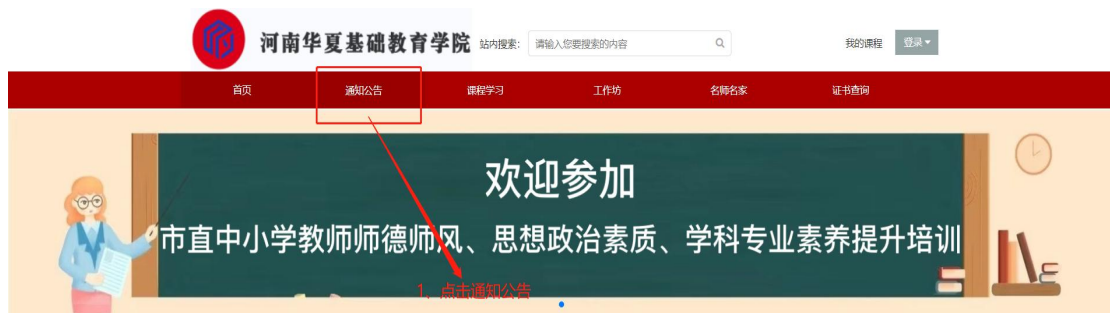 河南华夏基础教育学院 站内搜索: 请输入您要搜索的内容 我的课程 登录
首页 通知公告 课程学习 工作坊 名师名家 证书查询
欢迎参加
市直中小学教师师德师风、思想政治素质、学科专业素养提升培训
1、点击通知公告